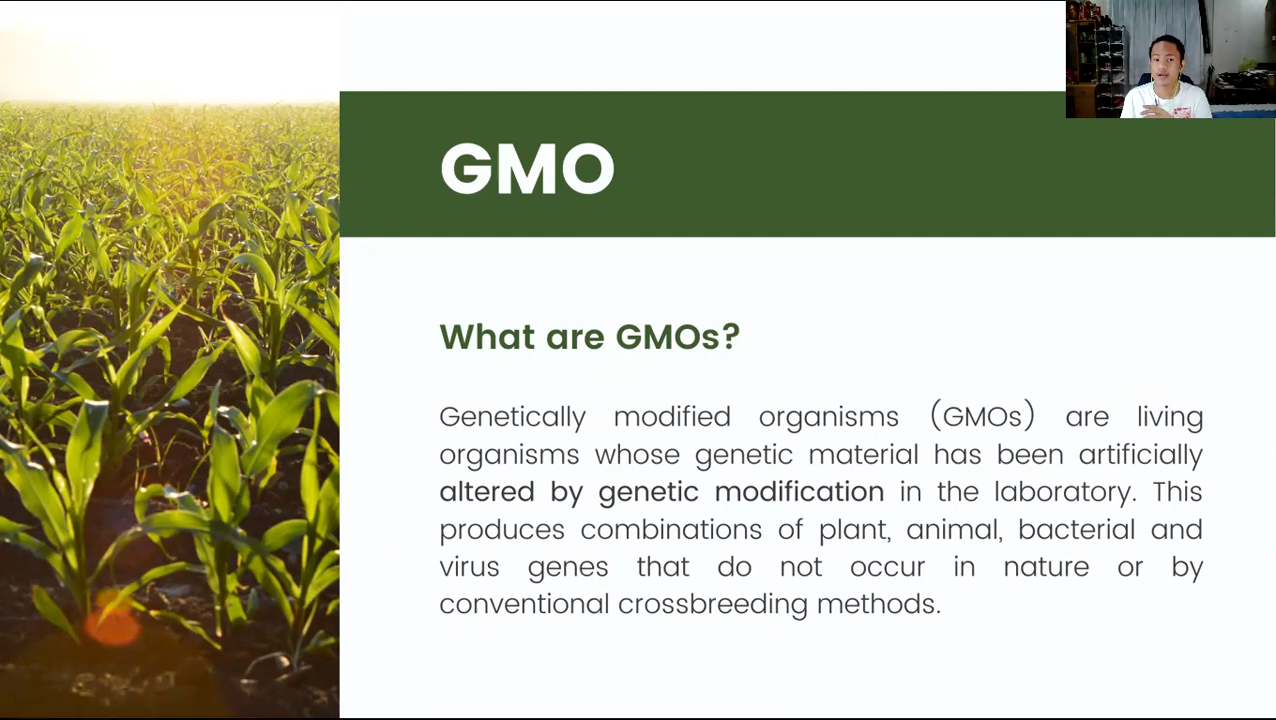 GMO
What are GMOs?
Genetically modified organisms (GMOs) are living
organisms whose genetic material has been artificially
altered by genetic modification in the laboratory. This
produces combinations of plant, animal, bacterial and
virus genes that do not occur in nature or by
conventional crossbreeding methods.